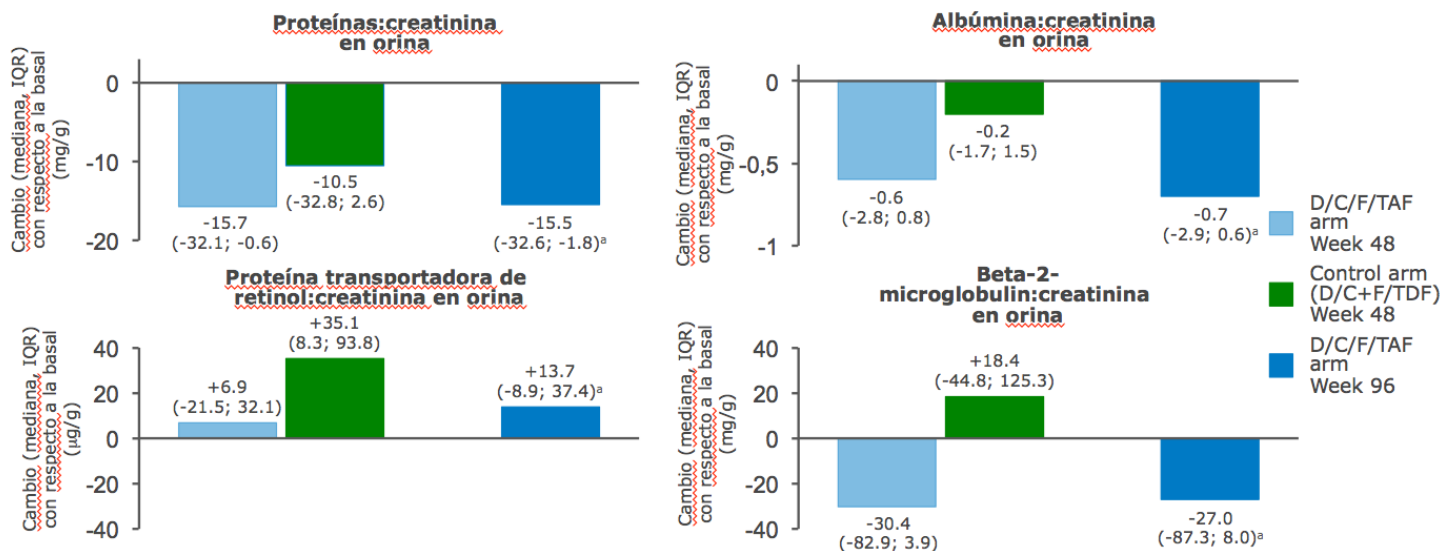 Proteínas:creatinina
en orina
Cambio (mediana, IQR)
con respecto a la basal
(mg/g)
0
-10
-20
-15.7
(-32.1; -0.6)
-10.5
(-32.8; 2.6)
-15.5
(-32.6; -1.8)ᵃ
Albúmina:creatinina
en orina
Cambio (mediana, IQR)
con respecto a la basal
(mg/g)
0
-0,5
-1
-0.6
(-2.8; 0.8)
-0.2
(-1.7; 1.5)
-0.7
(-2.9; 0.6)ᵃ
D/C/F/TAF
arm
Week 48
Control arm
(D/C+F/TDF)
Week 48
D/C/F/TAF
arm
Week 96
Proteína transportadora de
retinol:creatinina en orina
Cambio (mediana, IQR)
con respecto a la basal
(µg/g)
40
20
0
-20
-40
+6.9
(-21.5; 32.1)
+35.1
(8.3; 93.8)
+13.7
(-8.9; 37.4)ᵃ
Beta-2-
microglobulin:creatinina
en orina
Cambio (mediana, IQR)
con respecto a la basal
(mg/g)
40
20
0
-20
-40
-30.4
(-82.9; 3.9)
+18.4
(-44.8; 125.3)
-27.0
(-87.3; 8.0)ᵃ